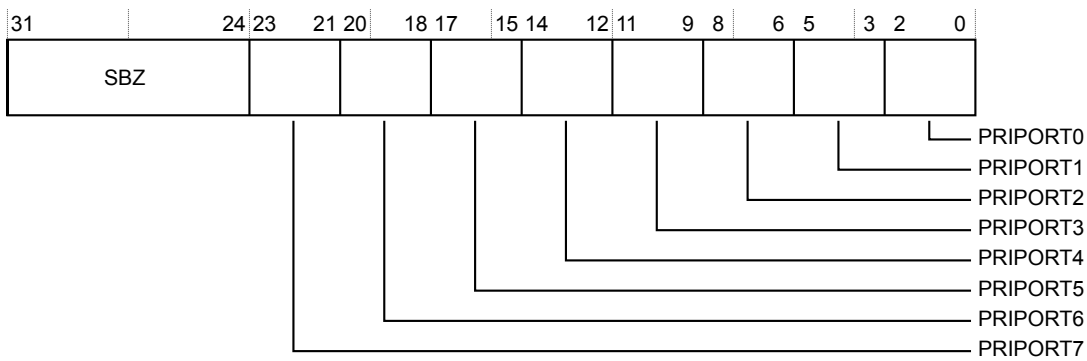 31 24 23 21 20 18 17 15 14 12 11 9 8 6 5 3 2 0
SBZ
PRIPORT0
PRIPORT1
PRIPORT2
PRIPORT3
PRIPORT4
PRIPORT5
PRIPORT6
PRIPORT7